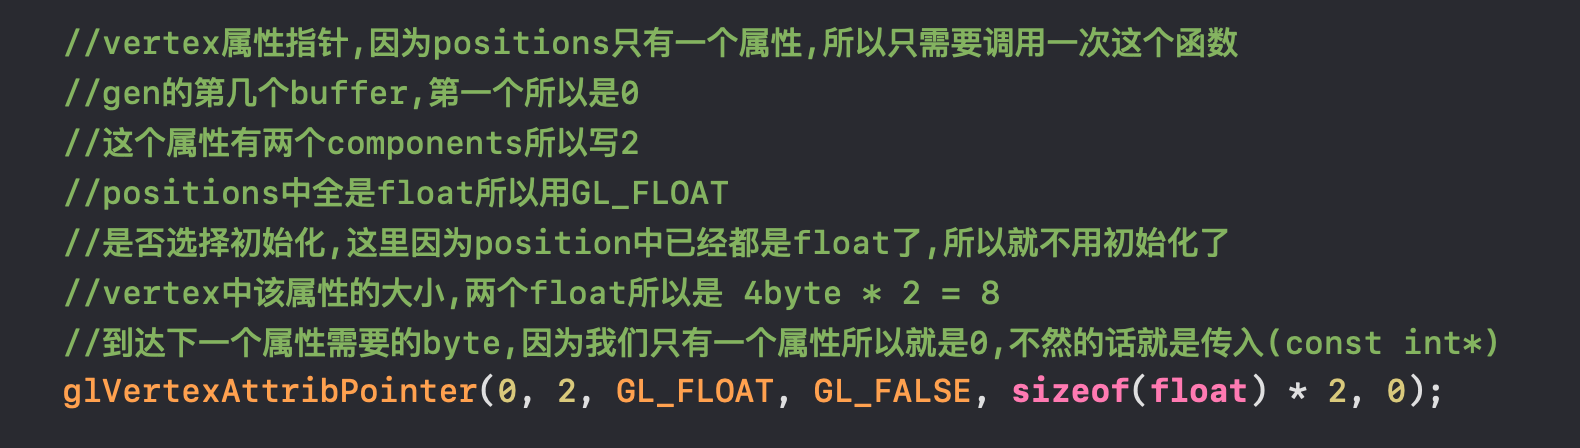 //vertex属性指针,因为positions只有一个属性,所以只需要调用一次这个函数
//gen的第几个buffer,第一个所以是0
//这个属性有两个components所以写2
//positions中全是float所以用GL_FLOAT
//是否选择初始化,这里因为position中已经都是float了,所以就不用初始化了
//vertex中该属性的大小,两个float所以是 4byte * 2 = 8
//到达下一个属性需要的byte,因为我们只有一个属性所以就是0,不然的话就是传入(const int*)
glVertexAttribPointer(0, 2, GL_FLOAT, GL_FALSE, sizeof(float) * 2, 0);